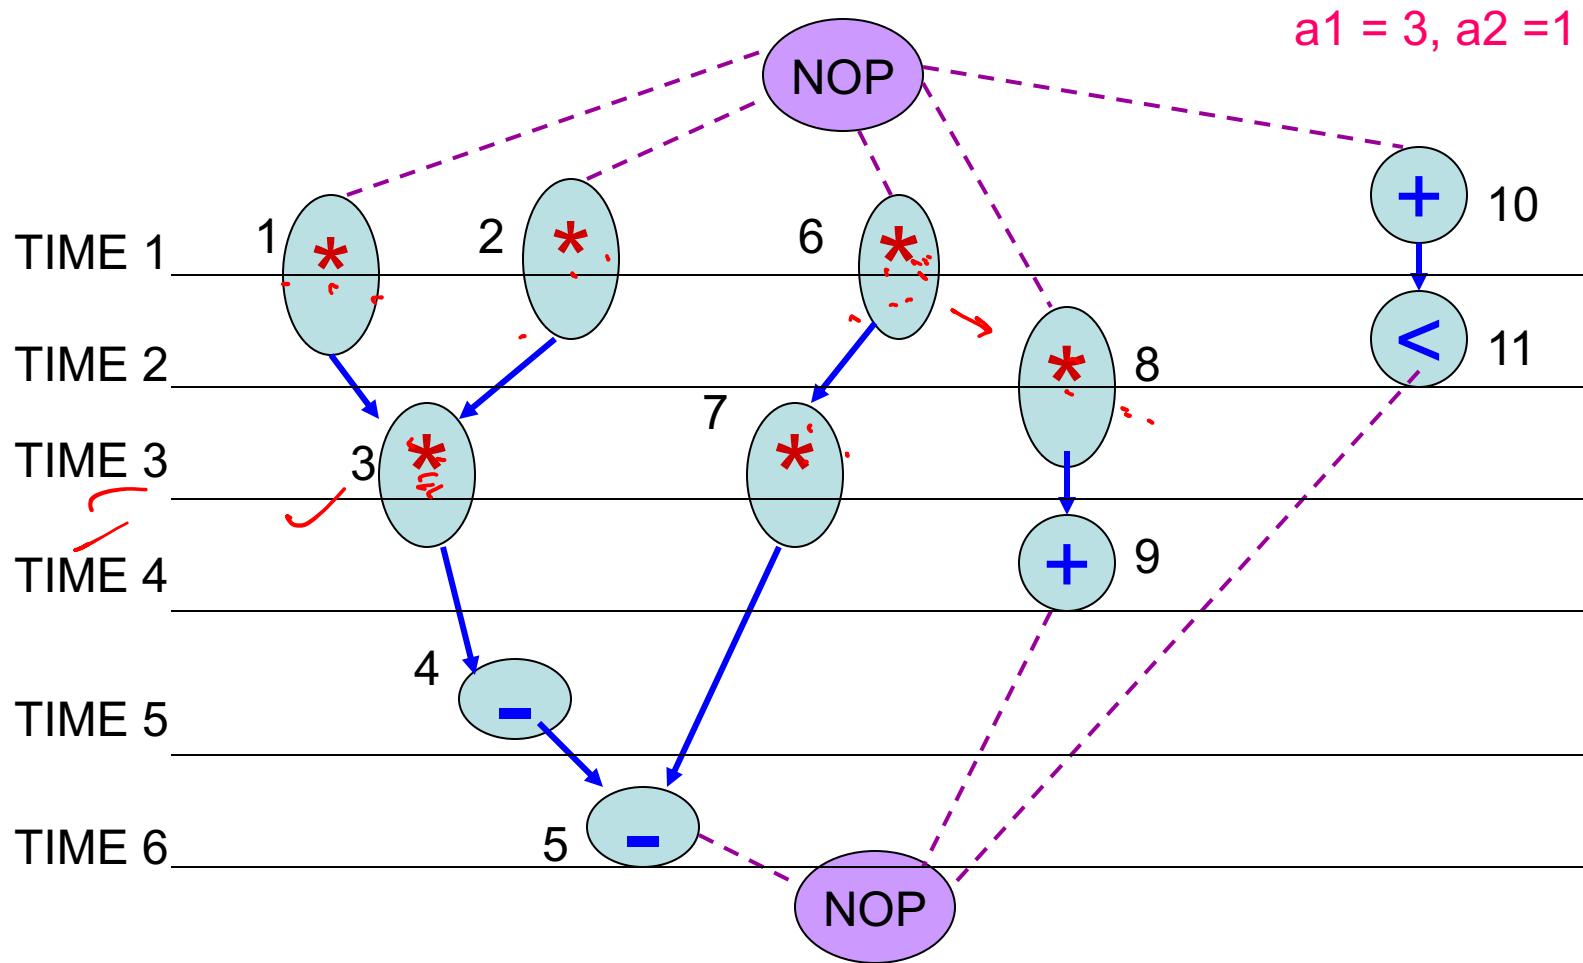 a1 = 3, a2 =1
NOP
+ 10
1 * 2 * 6 *
TIME 1
* 8
< 11
TIME 2
7
3 * *
TIME 3
+ 9
TIME 4
4
-
TIME 5
5 -
TIME 6
NOP